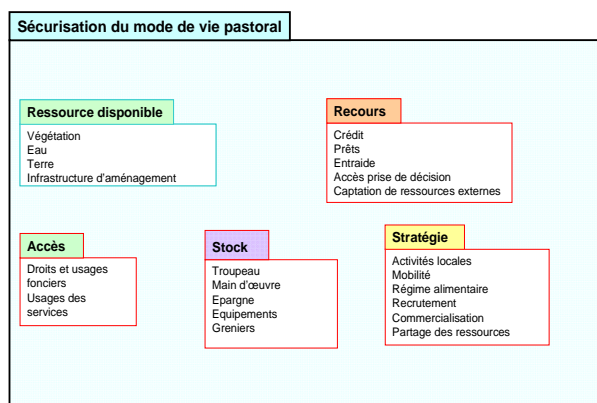 Sécurisation du mode de vie pastoral
Ressource disponible
Végétation
Eau
Terre
Infrastructure d'aménagement
Recours
Crédit
Prêts
Entraide
Accès prise de décision
Captation de ressources externes
Accès
Droits et usages
fonciers
Usages des
services
Stock
Troupeau
Main d'œuvre
Epargne
Equipements
Greniers
Stratégie
Activités locales
Mobilité
Régime alimentaire
Recrutement
Commercialisation
Partage des ressources